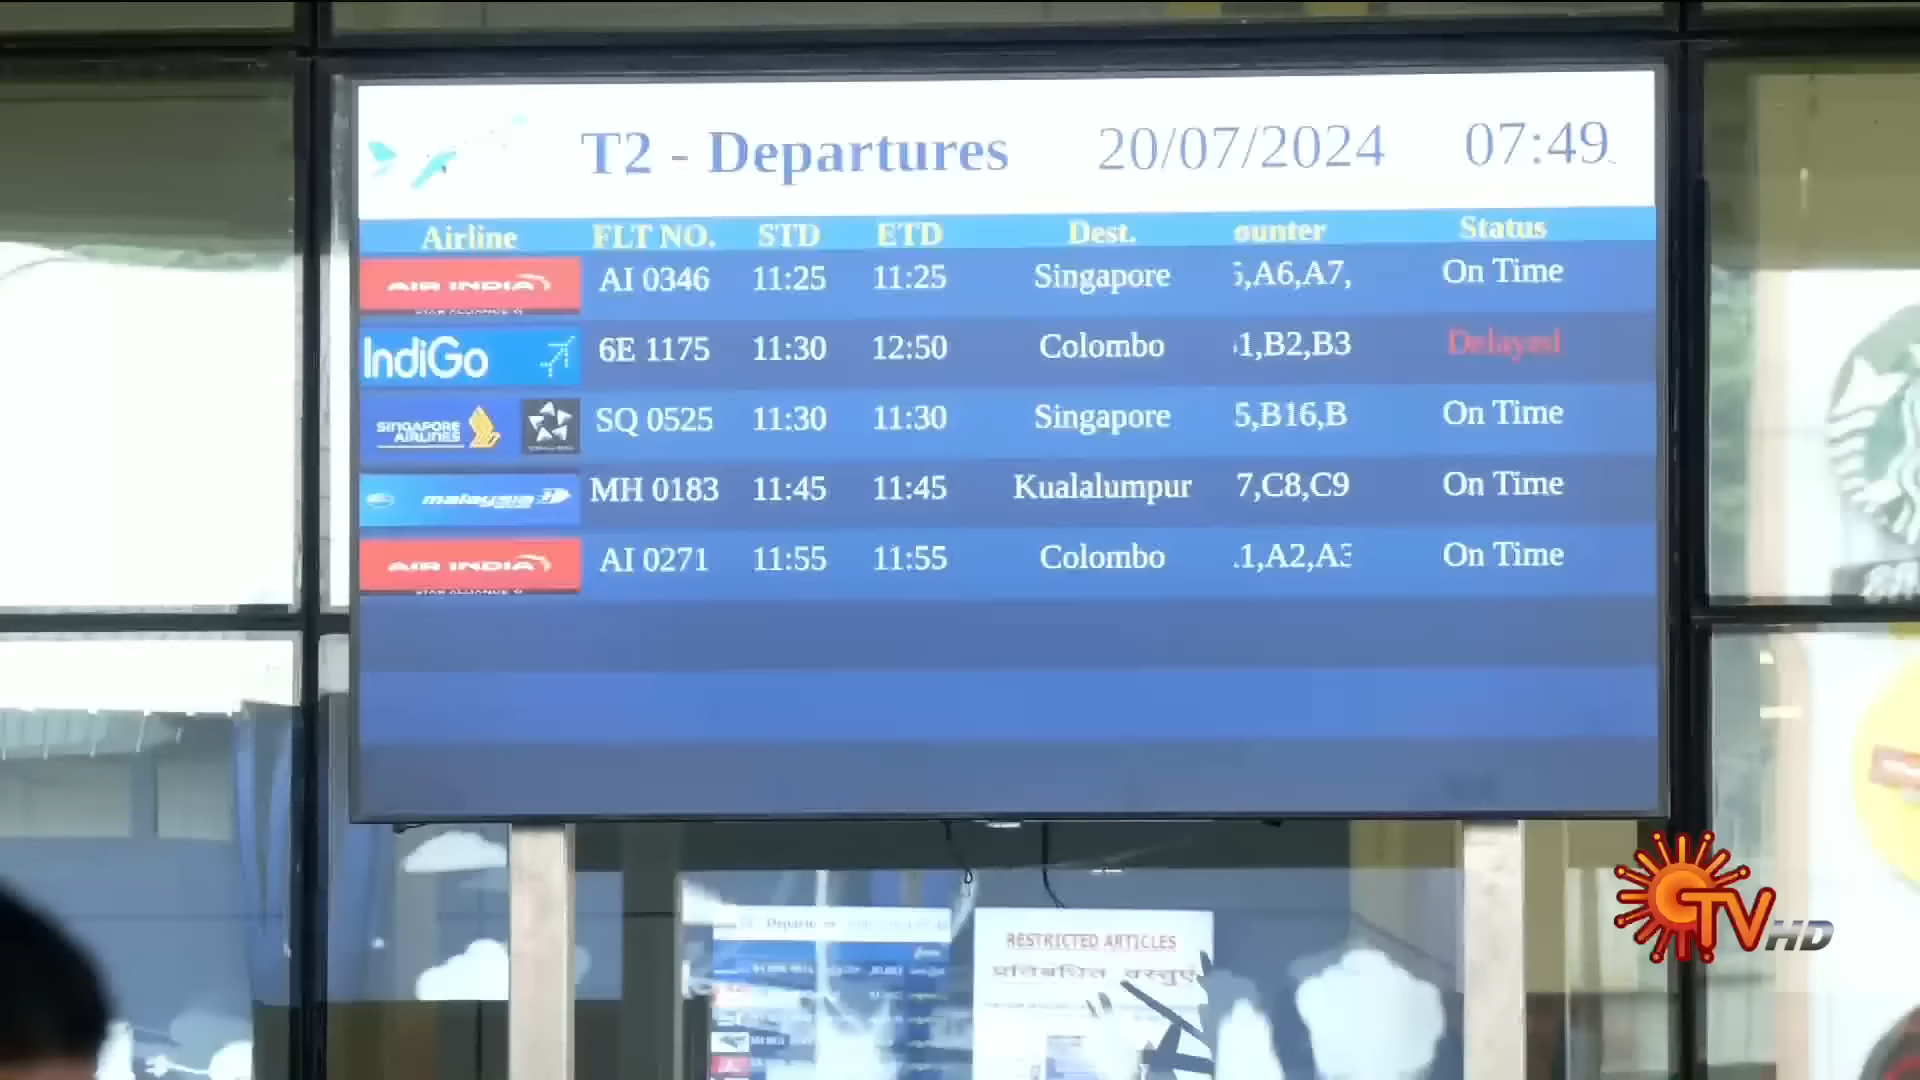 T2 - Departures 20/07/2024 07:49
Airline FLT NO. STD ETD Dest. ounter Status
AIR INDIA AI 0346 11:25 11:25 Singapore 5,A6,A7, On Time
IndiGo 6E 1175 11:30 12:50 Colombo 1,B2,B3 Delayed
SINGAPORE AIRLINES SQ 0525 11:30 11:30 Singapore 5,B16,B On Time
malaysia MH 0183 11:45 11:45 Kualalumpur 7,C8,C9 On Time
AIR INDIA AI 0271 11:55 11:55 Colombo .1,A2,A3 On Time
TV HD
RESTRICTED ARTICLES
प्रतिबंधित वस्तुएं